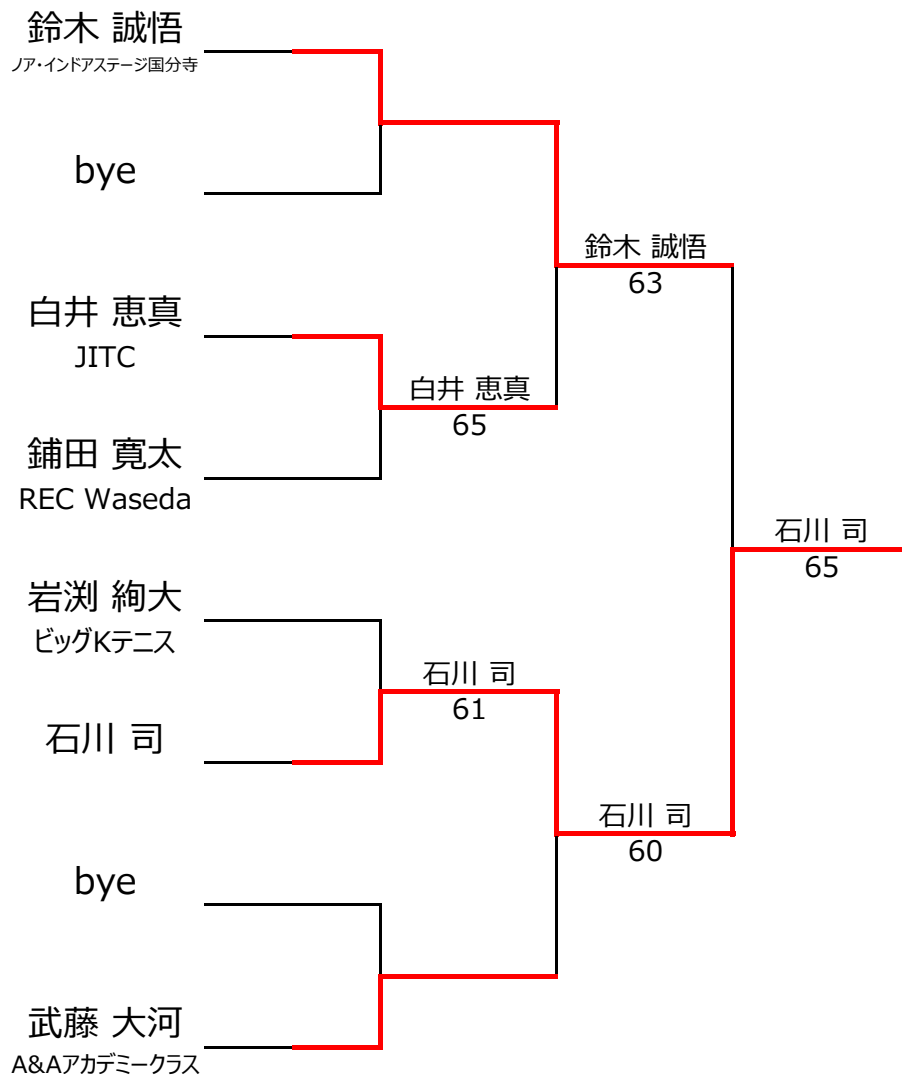 鈴木 誠悟
ノア・インドアステージ国分寺
bye
白井 恵真
JITC
鋪田 寛太
REC Waseda
岩渕 絢大
ビッグKテニス
石川 司
bye
武藤 大河
A&Aアカデミークラス
白井 恵真
65
石川 司
61
鈴木 誠悟
63
石川 司
60
石川 司
65